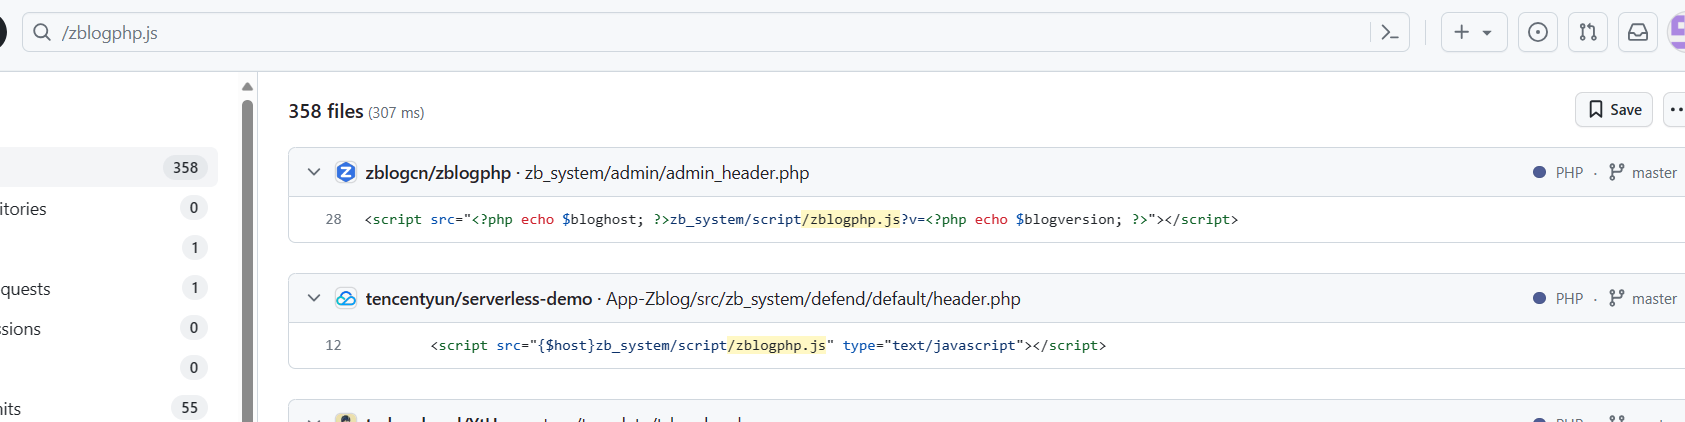 /zblogphp.js
358 files (307 ms)
Save
358
zblogcn/zblogphp · zb_system/admin/admin_header.php
PHP · master
itories 0
28 <script src="<?php echo $bloghost; ?>zb_system/script/zblogphp.js?v=<?php echo $blogversion; ?>"></script>
1
quests 1
tencentyun/serverless-demo · App-Zblog/src/zb_system/defend/default/header.php
PHP · master
ssions 0
12 <script src="{$host}zb_system/script/zblogphp.js" type="text/javascript"></script>
0
nits 55